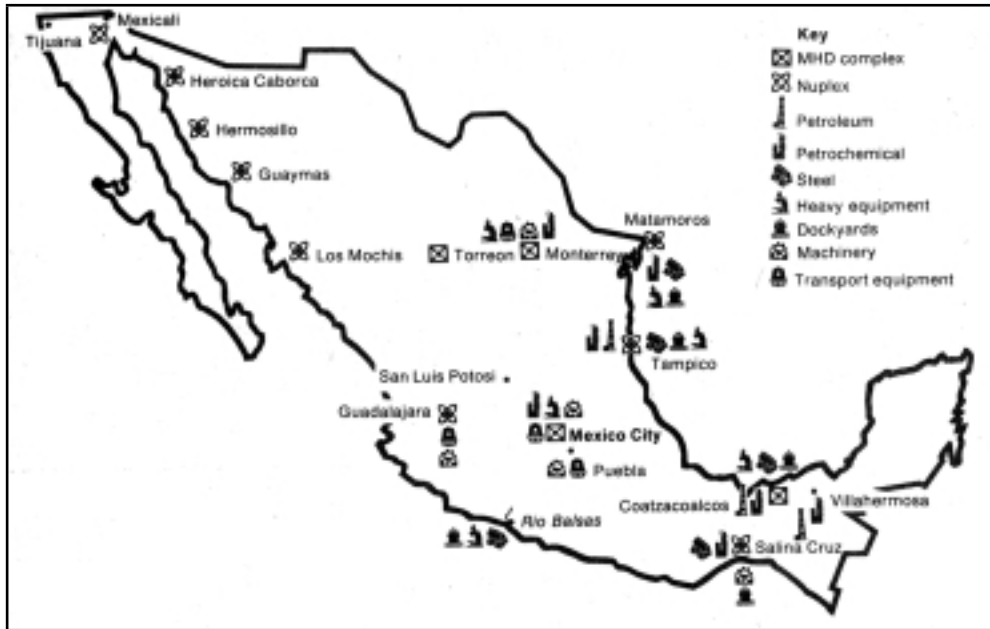 Mexicali
Tijuana
Heroica Caborca
Hermosillo
Guaymas
Los Mochis
Torreon
Monterrey
Matamoros
Tampico
San Luis Potosi
Guadalajara
Mexico City
Puebla
Rio Balsas
Coatzacoalcos
Villahermosa
Salina Cruz
Key
MHD complex
Nuplex
Petroleum
Petrochemical
Steel
Heavy equipment
Dockyards
Machinery
Transport equipment